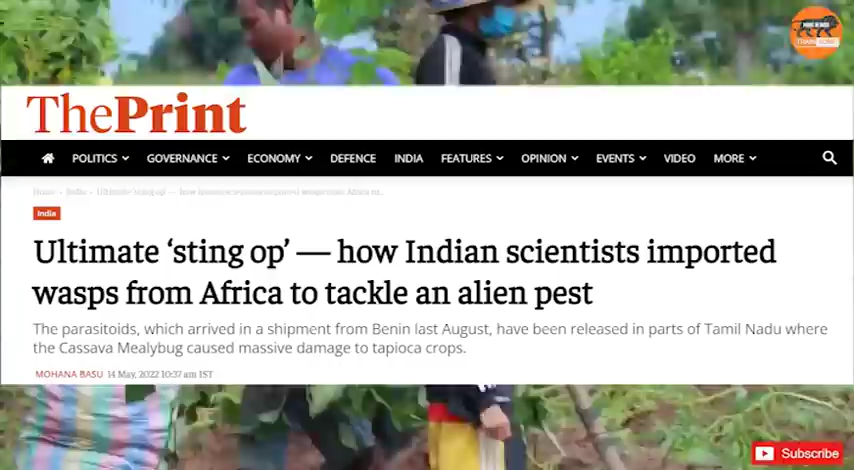 ThePrint
POLITICS GOVERNANCE ECONOMY DEFENCE INDIA FEATURES OPINION EVENTS VIDEO MORE
India
Ultimate ‘sting op’ — how Indian scientists imported
wasps from Africa to tackle an alien pest
The parasitoids, which arrived in a shipment from Benin last August, have been released in parts of Tamil Nadu where
the Cassava Mealybug caused massive damage to tapioca crops.
MOHANA BASU 14 May, 2022 10:37 am IST
Subscribe